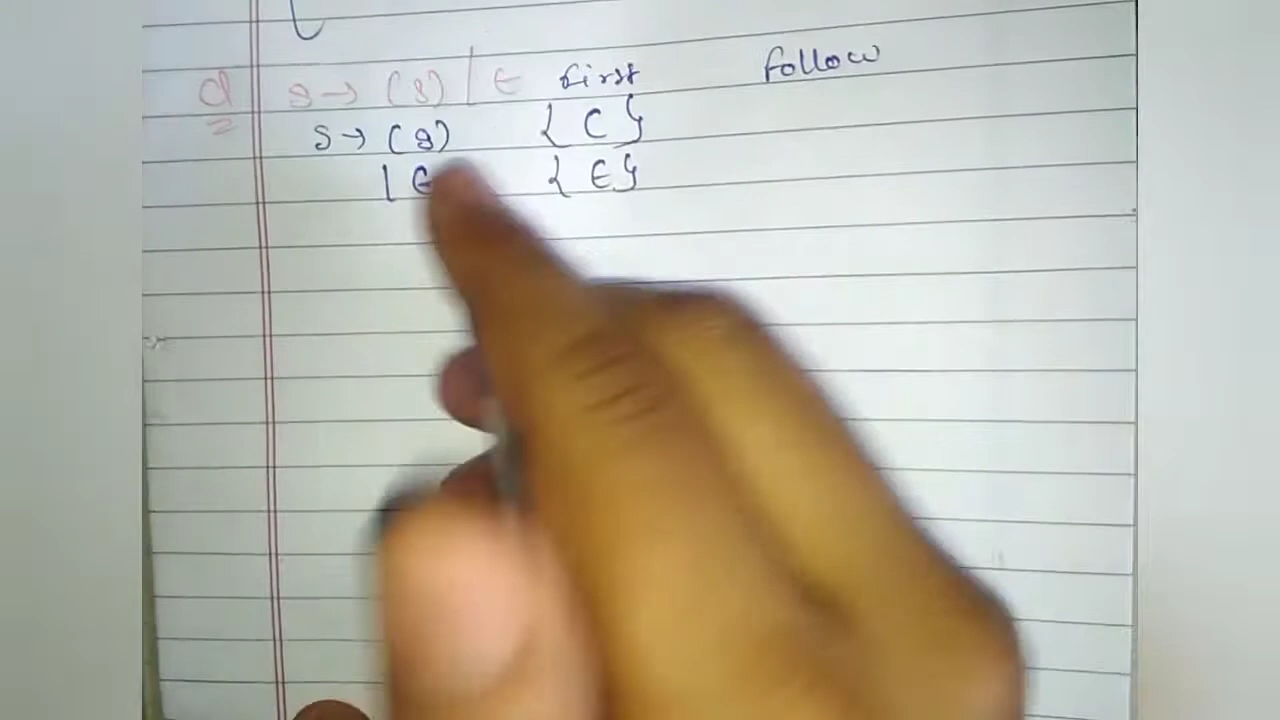 Q S → (S) | ϵ First Follow
S → (S) { ( }
| ϵ { ϵ }